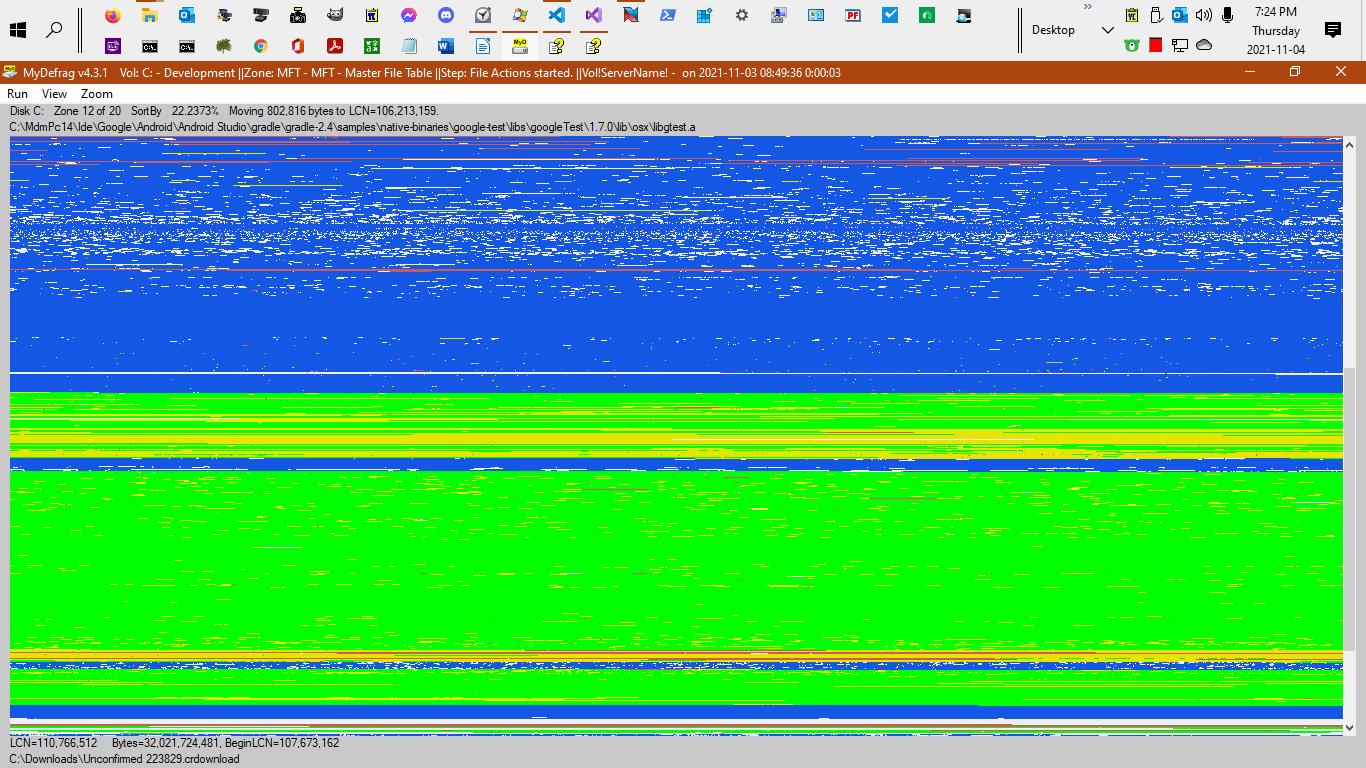 7:24 PM
Desktop
Thursday
2021-11-04
MyDefrag v4.3.1 Vol: C: - Development ||Zone: MFT - MFT - Master File Table ||Step: File Actions started. ||Vol!ServerName! - on 2021-11-03 08:49:36 0:00:03
Run View Zoom
Disk C: Zone 12 of 20 SortBy 22.2373% Moving 802,816 bytes to LCN=106,213,159.
C:\MdmPc14\Ide\Google\Android\Android Studio\gradle\gradle-2.4\samples\native-binaries\google-test\libs\googleTest\1.7.0\lib\osx\libgtest.a
LCN=110,766,512 Bytes=32,021,724,481, BeginLCN=107,673,162
C:\Downloads\Unconfirmed 223829.crdownload